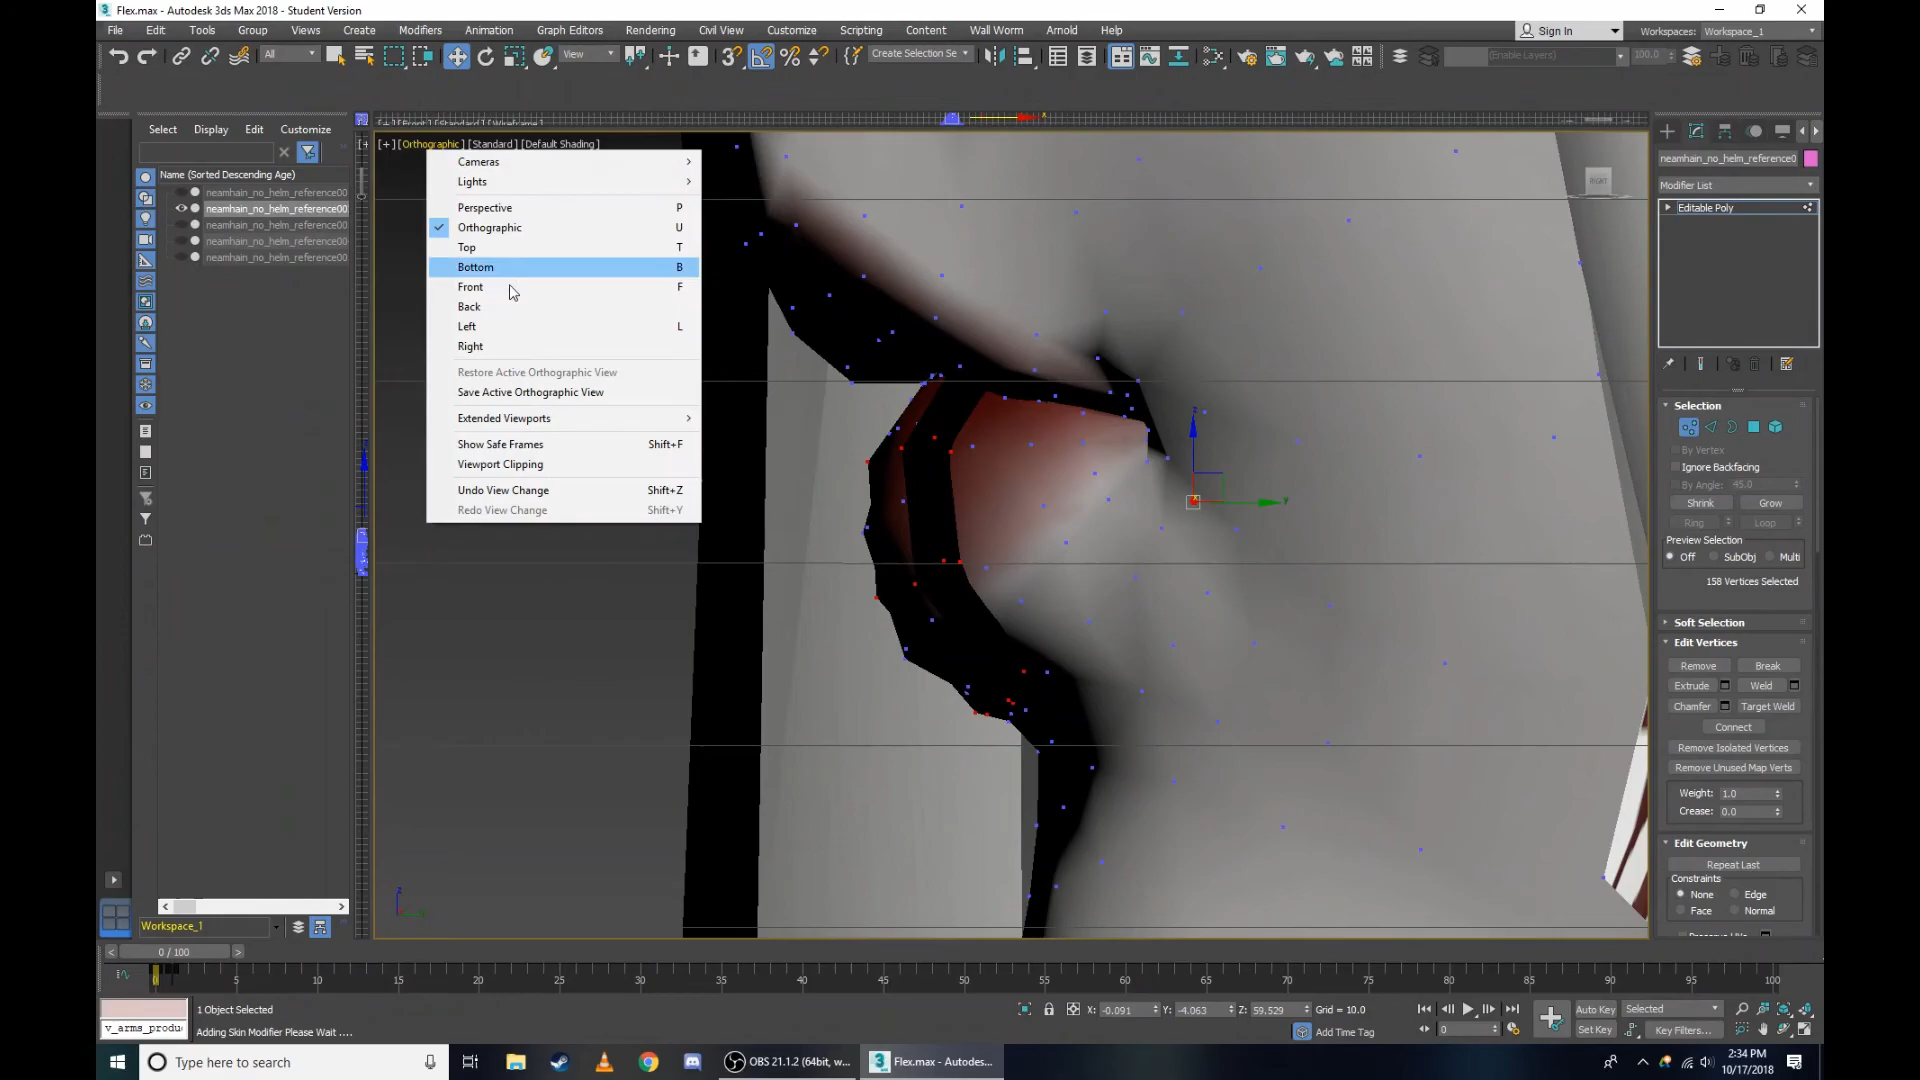 Flex.max - Autodesk 3ds Max 2018 - Student Version
File Edit Tools Group Views Create Modifiers Animation Graph Editors Rendering Civil View Customize Scripting Content Wall Worm Arnold Help Sign In Workspaces: Workspace_1
All View Create Selection Se (Enable Layers) 100.0
Select Display Edit Customize
[+] [Front] [Standard] [Wireframe]
[+] [Orthographic] [Standard] [Default Shading]
Name (Sorted Descending Age)
neamhain_no_helm_reference00
neamhain_no_helm_reference00
neamhain_no_helm_reference00
neamhain_no_helm_reference00
neamhain_no_helm_reference00
Cameras
Lights
Perspective P
Orthographic U
Top T
Bottom B
Front F
Back
Left L
Right
Restore Active Orthographic View
Save Active Orthographic View
Extended Viewports
Show Safe Frames Shift+F
Viewport Clipping
Undo View Change Shift+Z
Redo View Change Shift+Y
RIGHT
x
z
y
z
neamhain_no_helm_reference0
Modifier List
Editable Poly
Selection
By Vertex
Ignore Backfacing
By Angle: 45.0
Shrink Grow
Ring Loop
Preview Selection
Off SubObj Multi
158 Vertices Selected
Soft Selection
Edit Vertices
Remove Break
Extrude Weld
Chamfer Target Weld
Connect
Remove Isolated Vertices
Remove Unused Map Verts
Weight: 1.0
Crease: 0.0
Edit Geometry
Repeat Last
Constraints
None Edge
Face Normal
Preserve UVs
Workspace_1
0 / 100
0 5 10 15 20 25 30 35 40 45 50 55 60 65 70 75 80 85 90 95 100
1 Object Selected X: -0.091 Y: -4.063 Z: 59.529 Grid = 10.0 Auto Key Selected
v_arms_produ Adding Skin Modifier Please Wait .... Add Time Tag 0 Set Key Key Filters...
Type here to search OBS 21.1.2 (64bit, w... Flex.max - Autodes... 2:34 PM
10/17/2018